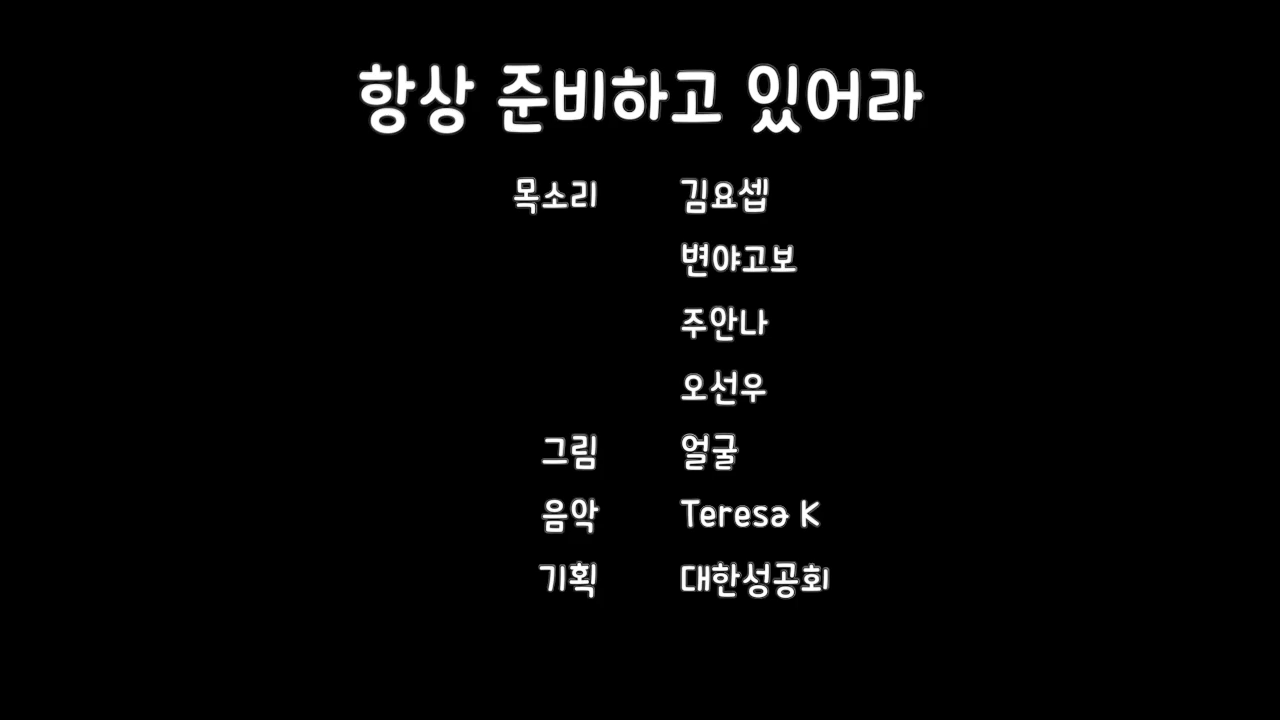 항상 준비하고 있어라
목소리 김요셉
변야고보
주안나
오선우
그림 얼굴
음악 Teresa K
기획 대한성공회